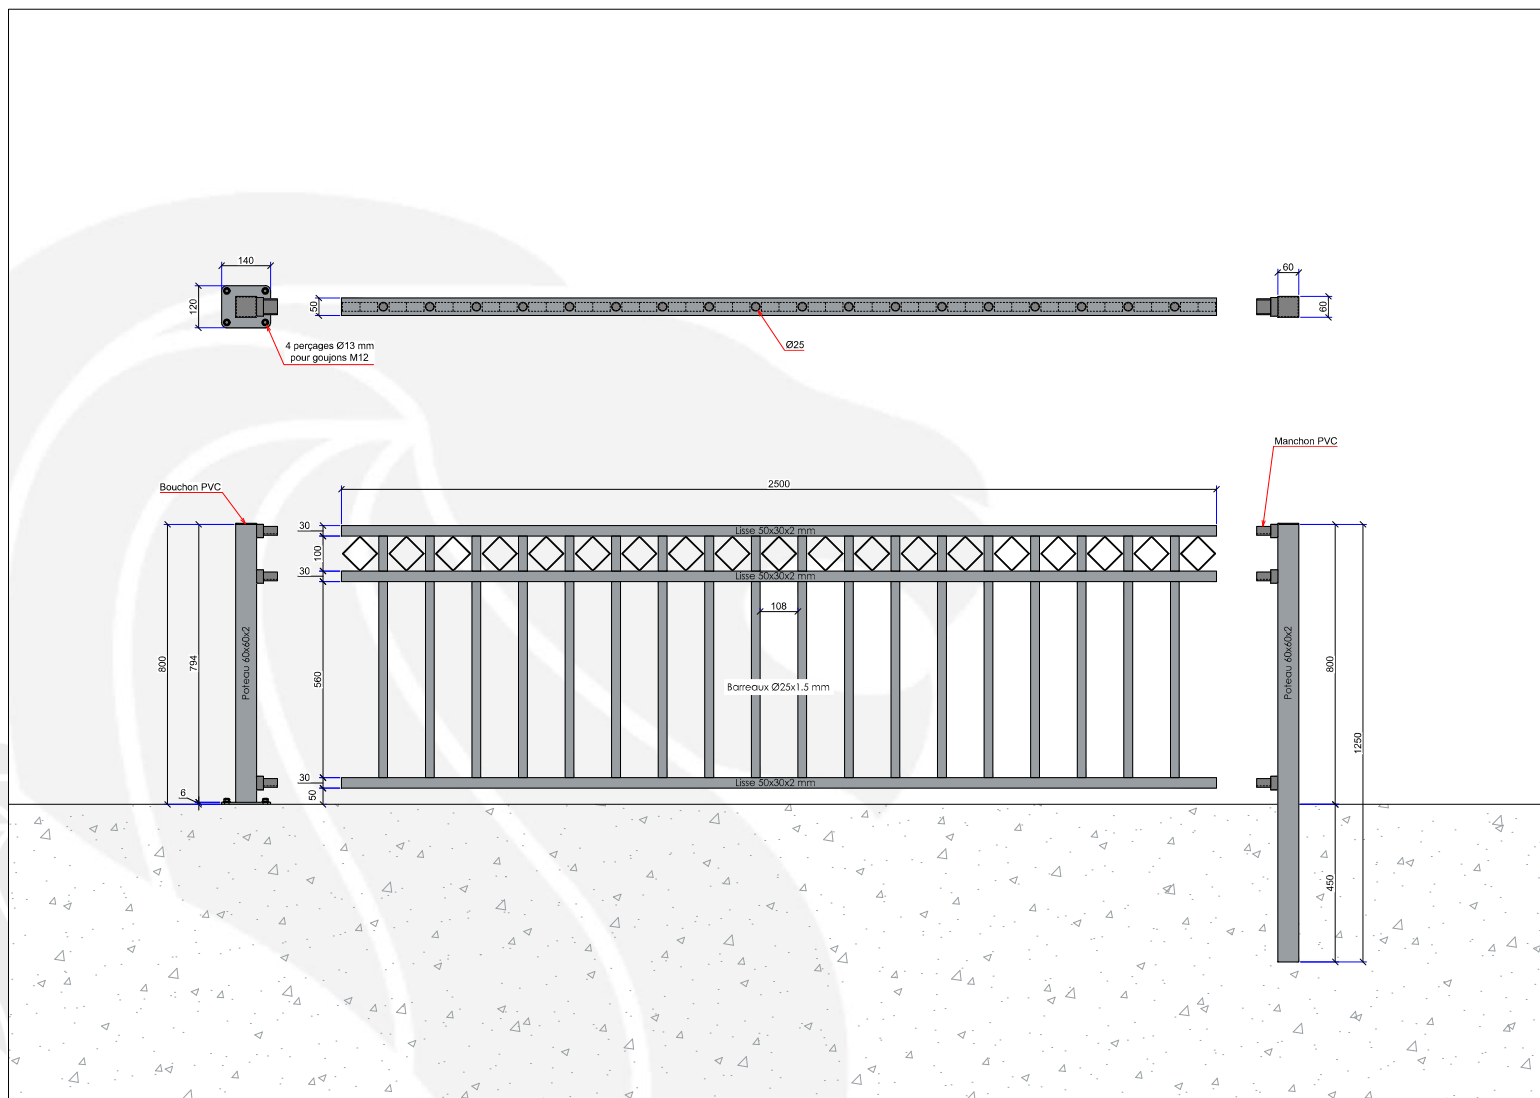 140
120
4 perçages Ø13 mm
pour goujons M12
50
Ø25
60
60
Manchon PVC
Bouchon PVC
2500
30
Lisse 50x30x2 mm
100
30
Lisse 50x30x2 mm
108
800
794
Poteau 60x60x2
560
Barreaux Ø25x1.5 mm
Poteau 60x60x2
800
1250
30
Lisse 50x30x2 mm
6
50
450